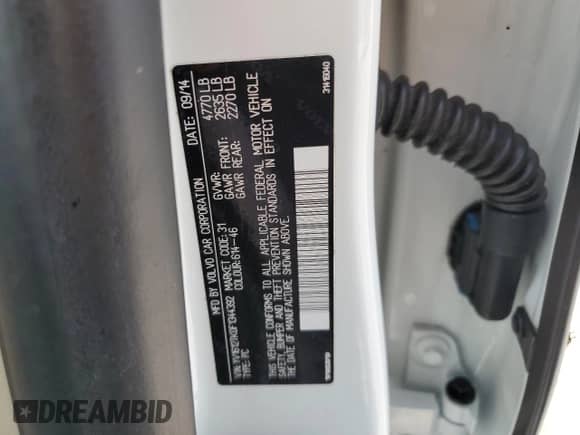 MFD BY VOLVO CAR CORPORATION DATE: 09/14
GVWR: 4770 LB
GAWR FRONT: 2635 LB
GAWR REAR: 2270 LB
MARKET CODE: 31
COLOUR: 614-46
TYPE: PC
THIS VEHICLE CONFORMS TO ALL APPLICABLE FEDERAL MOTOR VEHICLE
SAFETY, BUMPER AND THEFT PREVENTION STANDARDS IN EFFECT ON
THE DATE OF MANUFACTURE SHOWN ABOVE.
31419040
DREAMBID